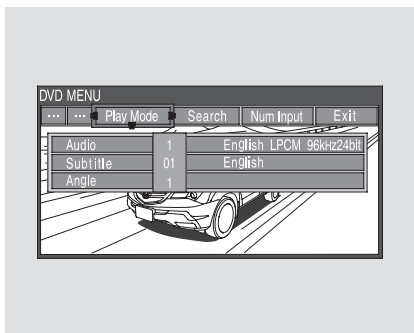 DVD MENU
... ... Play Mode Search Num Input Exit
Audio 1 English LPCM 96kHz24bit
Subtitle 01 English
Angle 1